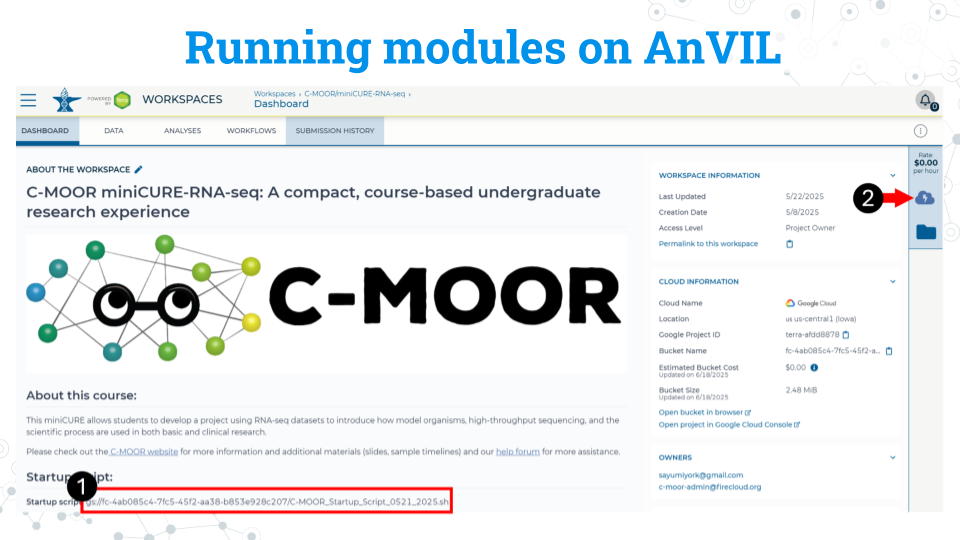 Running modules on AnVIL
POWERED BY
WORKSPACES
Workspaces › C-MOOR/miniCURE-RNA-seq ›
Dashboard
0
DASHBOARD DATA ANALYSES WORKFLOWS SUBMISSION HISTORY
Rate
$0.00
per hour
ABOUT THE WORKSPACE
C-MOOR miniCURE-RNA-seq: A compact, course-based undergraduate
research experience
C-MOOR
About this course:
This miniCURE allows students to develop a project using RNA-seq datasets to introduce how model organisms, high-throughput sequencing, and the
scientific process are used in both basic and clinical research.
Please check out the C-MOOR website for more information and additional materials (slides, sample timelines) and our help forum for more assistance.
1
Startup script:
Startup script: gs://fc-4ab085c4-7fc5-45f2-aa38-b853e928c207/C-MOOR_Startup_Script_0521_2025.sh
WORKSPACE INFORMATION
Last Updated 5/22/2025
Creation Date 5/8/2025
Access Level Project Owner
Permalink to this workspace
2
CLOUD INFORMATION
Cloud Name Google Cloud
Location us us-central1 (Iowa)
Google Project ID terra-afdd8878
Bucket Name fc-4ab085c4-7fc5-45f2-a...
Estimated Bucket Cost $0.00
Updated on 6/18/2025
Bucket Size 2.48 MiB
Updated on 6/18/2025
Open bucket in browser
Open project in Google Cloud Console
OWNERS
sayumiyork@gmail.com
c-moor-admin@firecloud.org